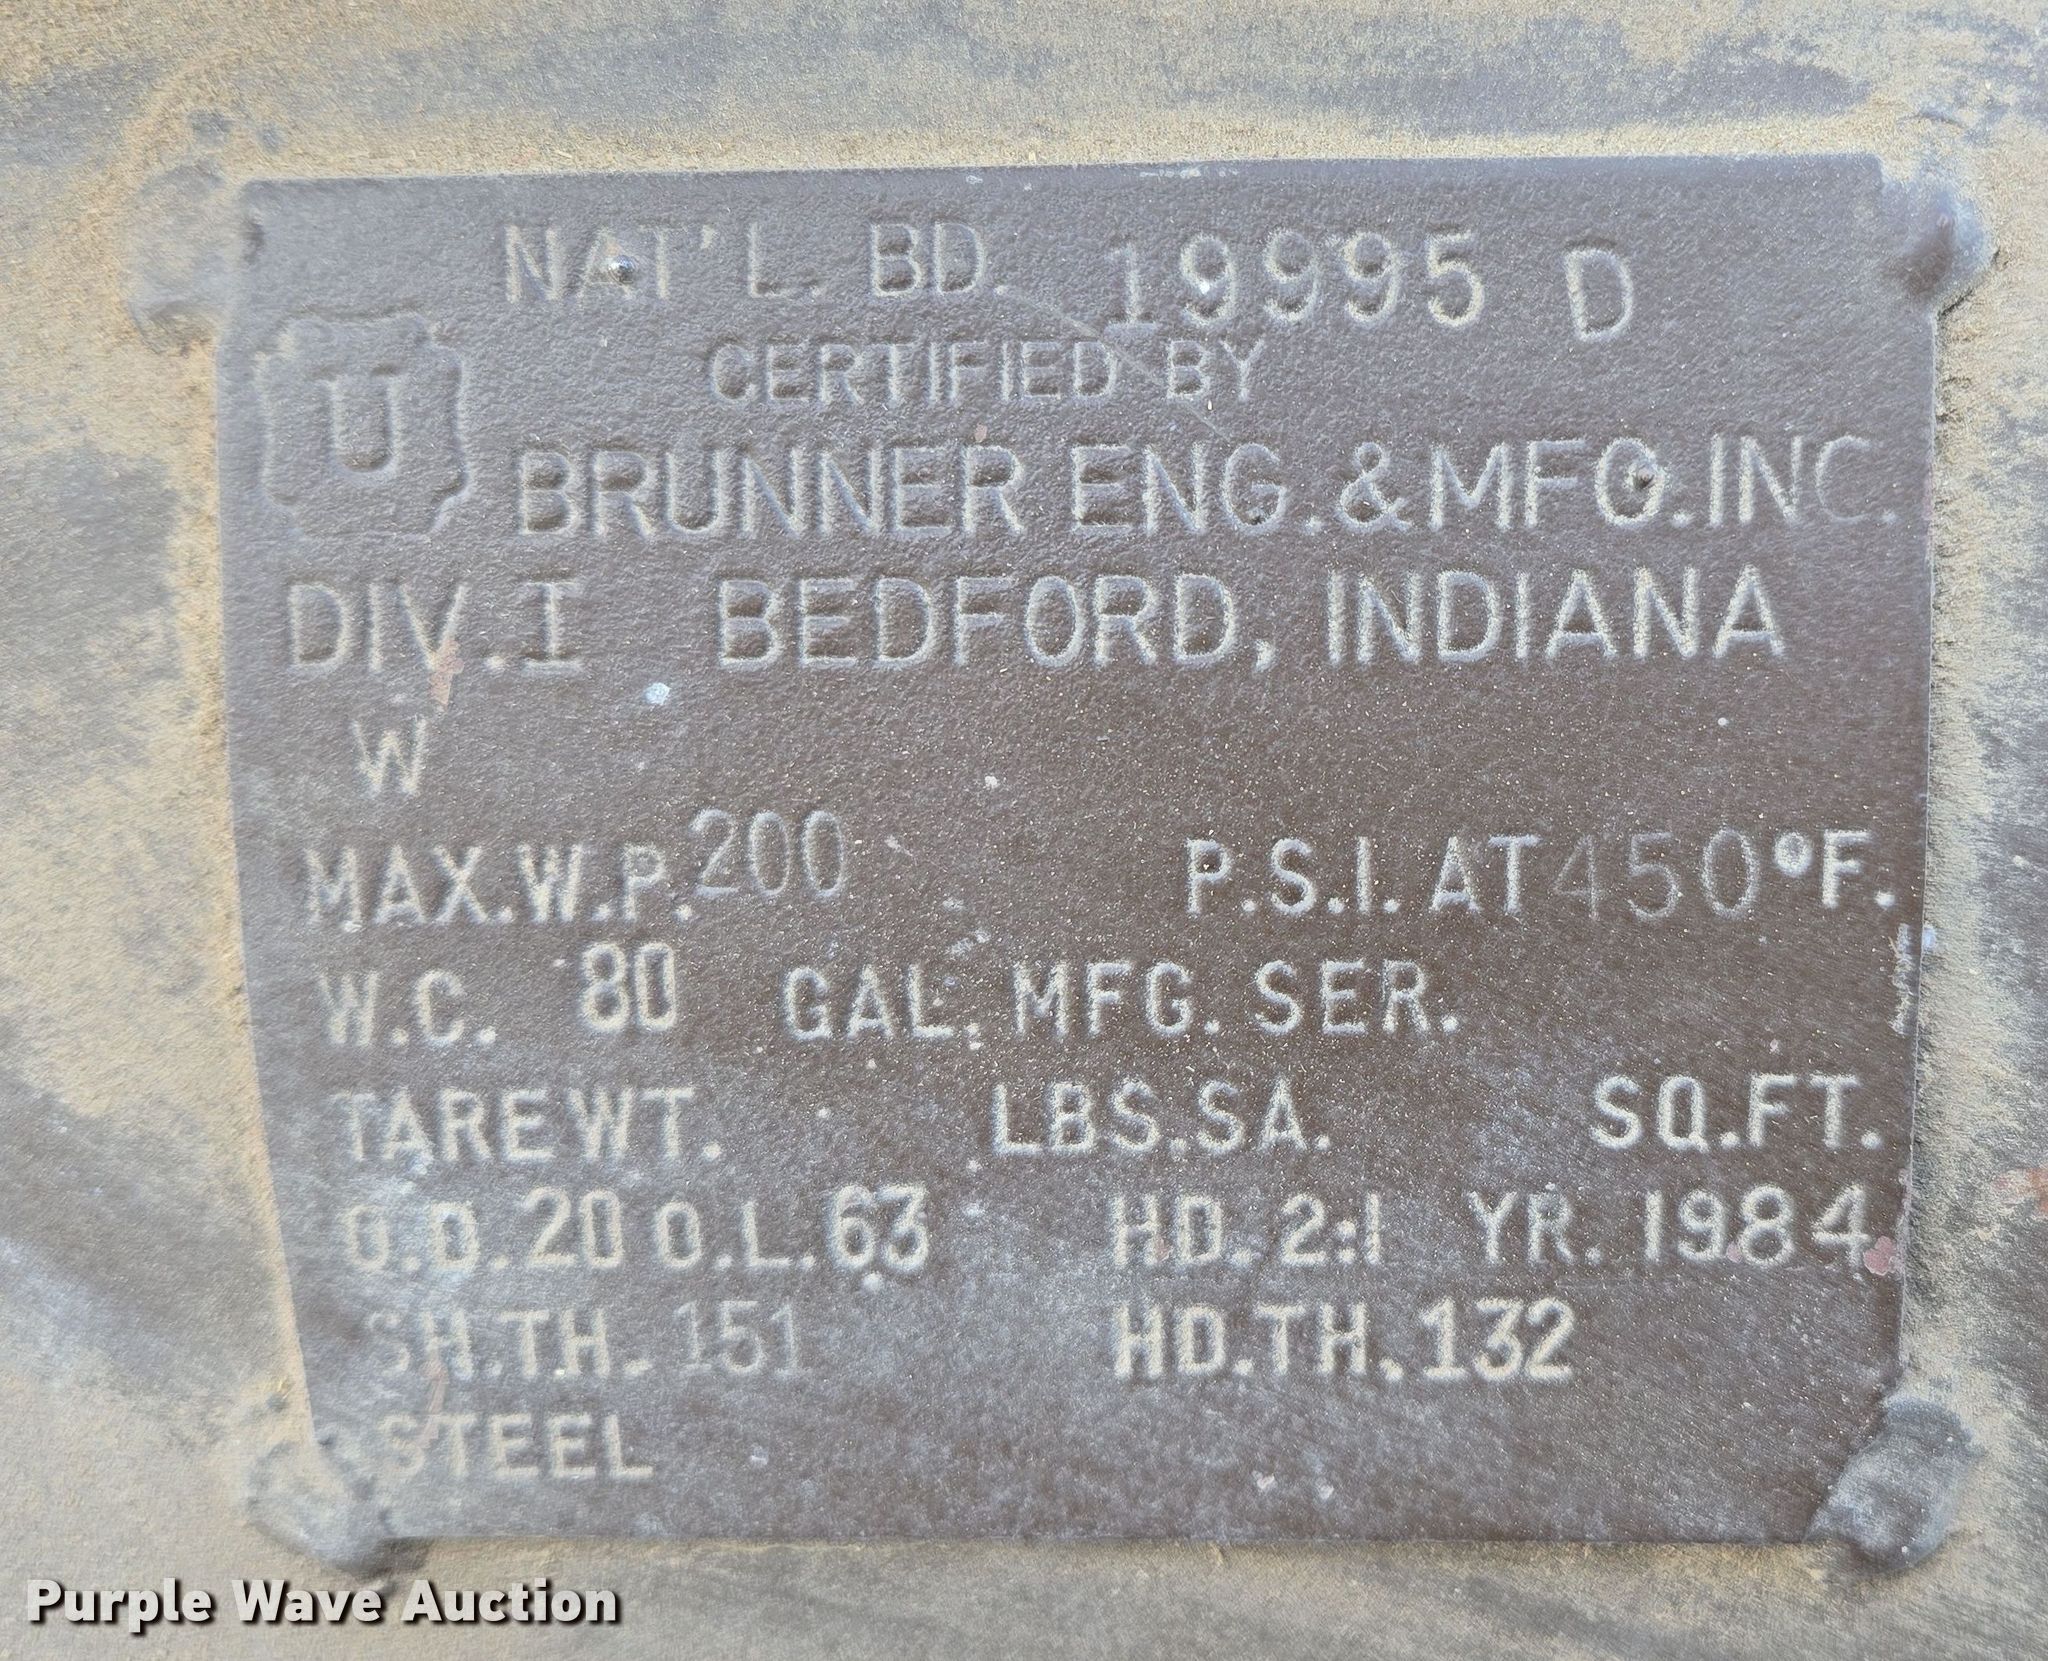 NAT'L. BD. 19995 D
U
CERTIFIED BY
BRUNNER ENG.&MFG.INC.
DIV.I BEDFORD, INDIANA
W
MAX.W.P.200 P.S.I. AT 450°F.
W.C. 80 GAL. MFG. SER.
TARE WT. LBS.SA. SQ.FT.
O.D.20 O.L.63 HD. 2:1 YR. 1984
SH.TH. 151 HD.TH.132
STEEL
Purple Wave Auction